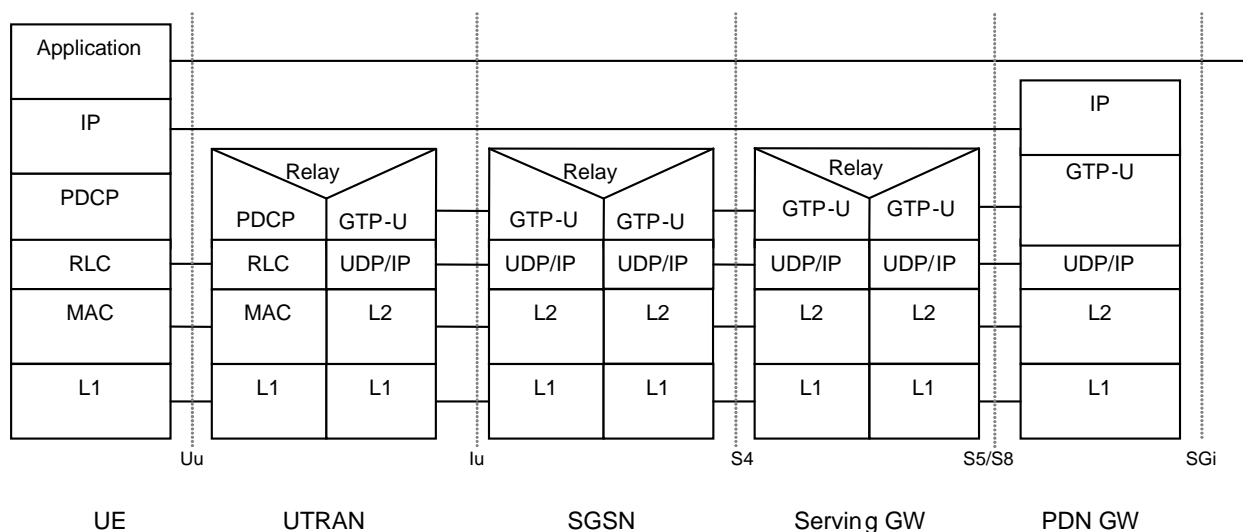 Application
IP
IP
Relay
Relay
Relay
GTP-U
PDCP
PDCP
GTP-U
GTP-U
GTP-U
GTP-U
GTP-U
RLC
RLC
UDP/IP
UDP/IP
UDP/IP
UDP/IP
UDP/IP
UDP/IP
MAC
MAC
L2
L2
L2
L2
L2
L2
L1
L1
L1
L1
L1
L1
L1
L1
Uu
Iu
S4
S5/S8
SGi
UE
UTRAN
SGSN
Serving GW
PDN GW